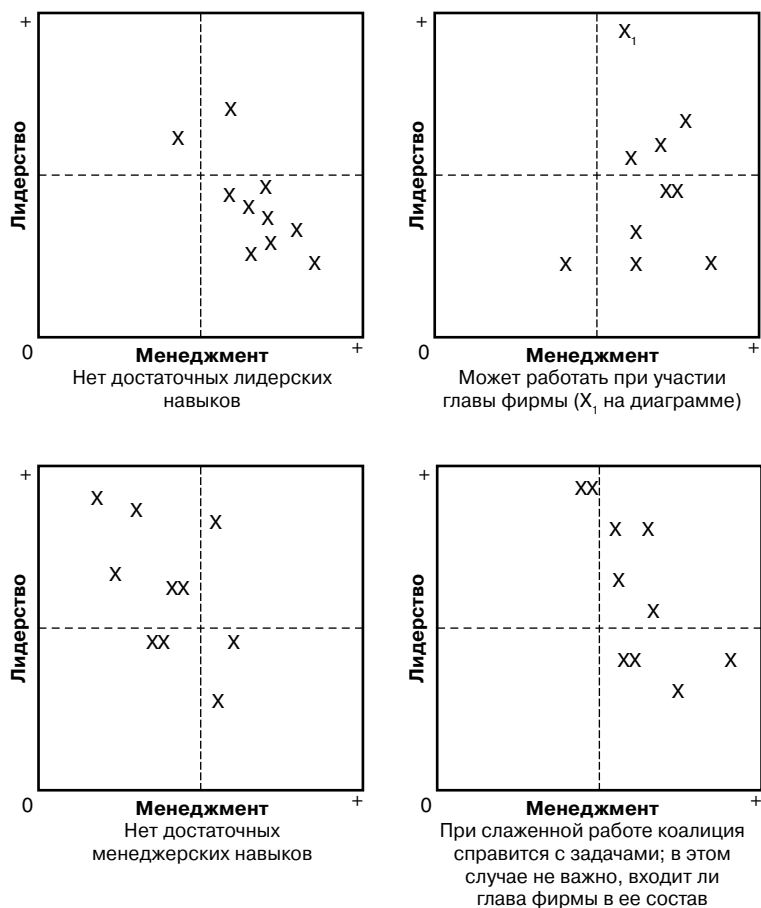 +
Лидерство
0
Менеджмент
+
Нет достаточных лидерских
навыков
+
X₁
Лидерство
0
Менеджмент
+
Может работать при участии
главы фирмы (X₁ на диаграмме)
+
Лидерство
0
Менеджмент
+
Нет достаточных
менеджерских навыков
+
Лидерство
0
Менеджмент
+
При слаженной работе коалиция
справится с задачами; в этом
случае не важно, входит ли
глава фирмы в ее состав